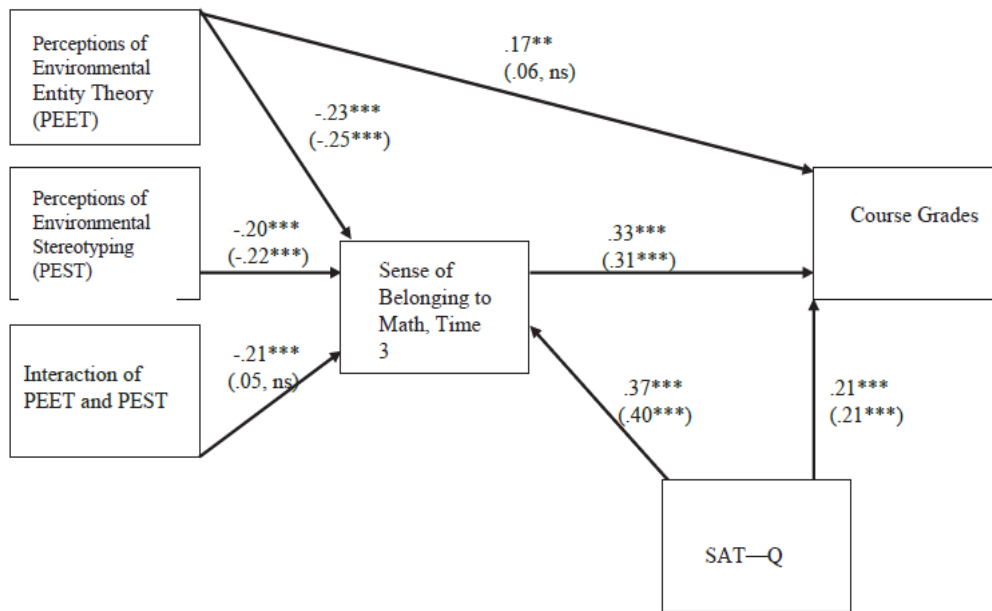 Perceptions of
Environmental
Entity Theory
(PEET)
.17**
(.06, ns)
-.23***
(-.25***)
Perceptions of
Environmental
Stereotyping
(PEST)
-.20***
(-.22***)
Course Grades
.33***
(.31***)
Sense of
Belonging to
Math, Time
3
Interaction of
PEET and PEST
-.21***
(.05, ns)
.37***
(.40***)
.21***
(.21***)
SAT—Q